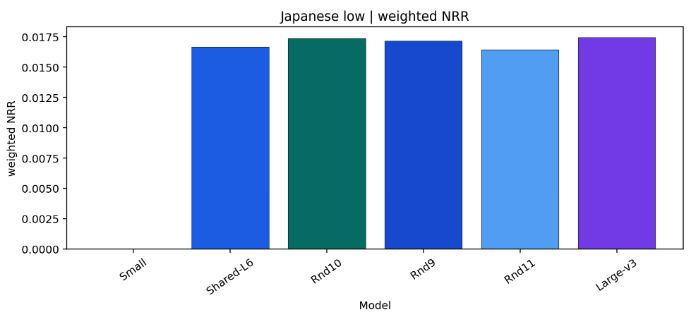 Japanese low | weighted NRR
weighted NRR
0.0175
0.0150
0.0125
0.0100
0.0075
0.0050
0.0025
0.0000
Small
Shared-L6
Rnd10
Rnd9
Rnd11
Large-v3
Model